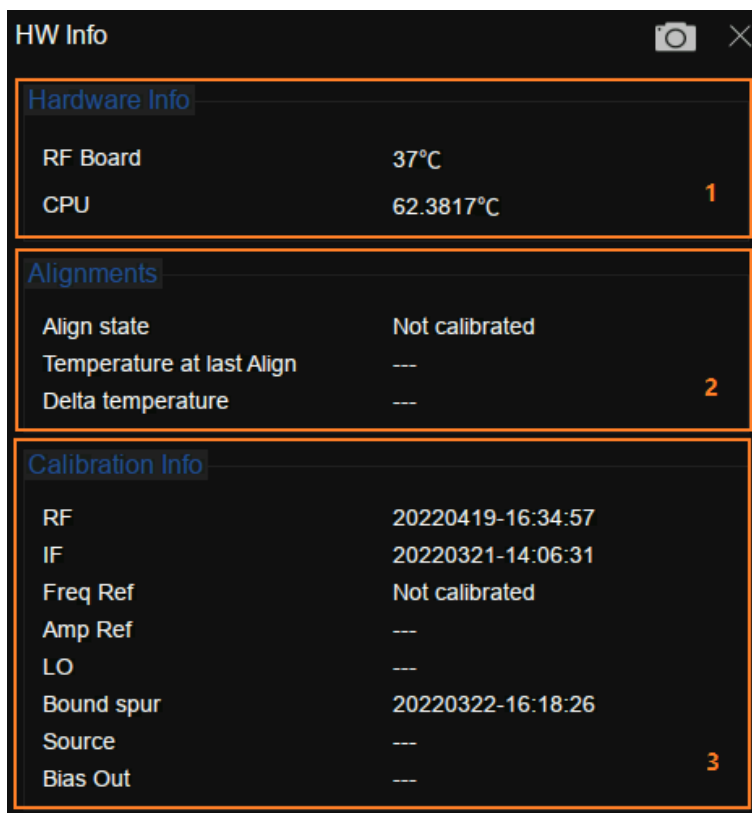 HW Info
Hardware Info
RF Board 37°C
CPU 62.3817°C
1
Alignments
Align state Not calibrated
Temperature at last Align ---
Delta temperature ---
2
Calibration Info
RF 20220419-16:34:57
IF 20220321-14:06:31
Freq Ref Not calibrated
Amp Ref ---
LO ---
Bound spur 20220322-16:18:26
Source ---
Bias Out ---
3